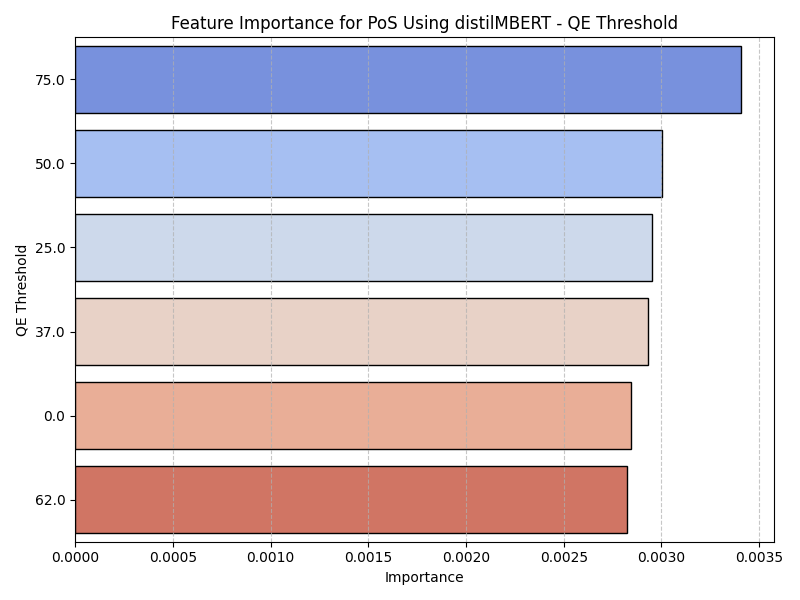 Feature Importance for PoS Using distilMBERT - QE Threshold
QE Threshold
75.0
50.0
25.0
37.0
0.0
62.0
0.0000 0.0005 0.0010 0.0015 0.0020 0.0025 0.0030 0.0035
Importance